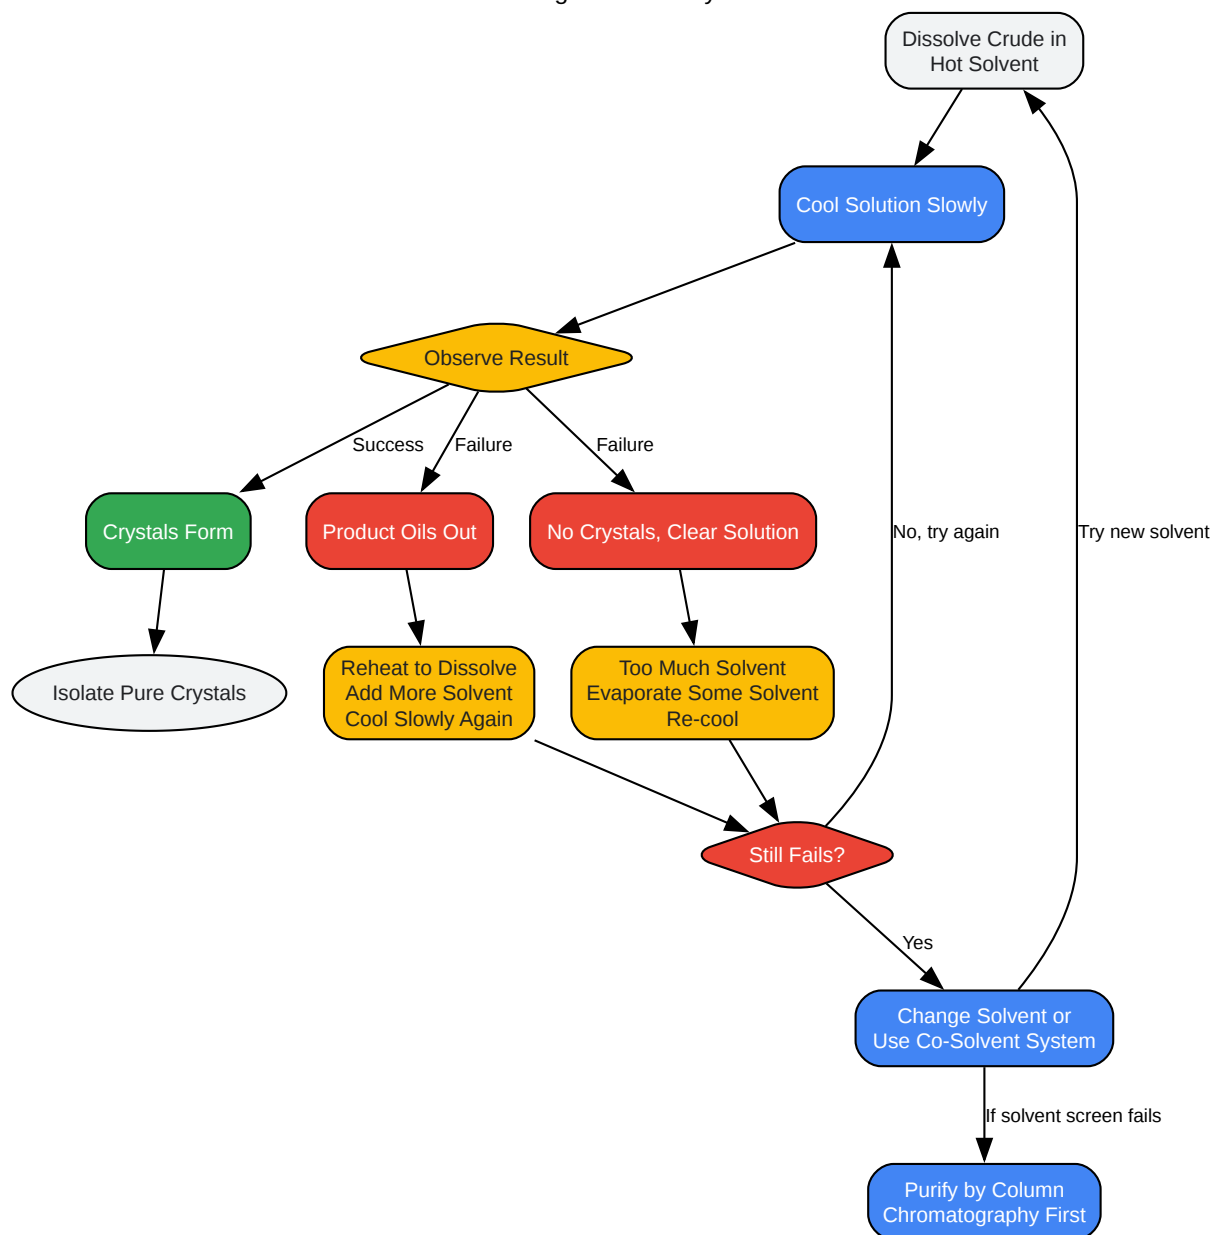 Dissolve Crude in
Hot Solvent
Cool Solution Slowly
Observe Result
Success
Failure
Failure
Crystals Form
Product Oils Out
No Crystals, Clear Solution
No, try again
Try new solvent
Isolate Pure Crystals
Reheat to Dissolve
Add More Solvent
Cool Slowly Again
Too Much Solvent
Evaporate Some Solvent
Re-cool
Still Fails?
Yes
Change Solvent or
Use Co-Solvent System
If solvent screen fails
Purify by Column
Chromatography First